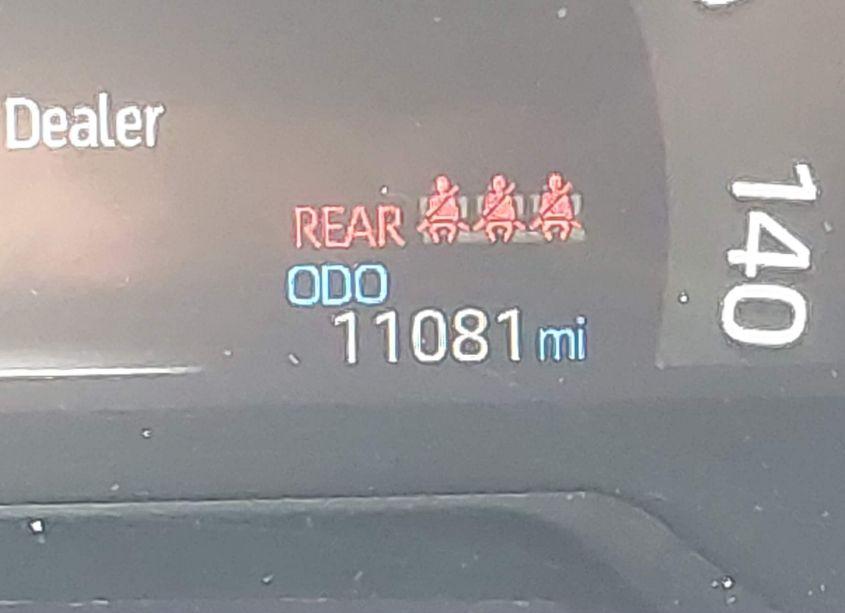 Dealer
REAR
ODO
11081 mi
140